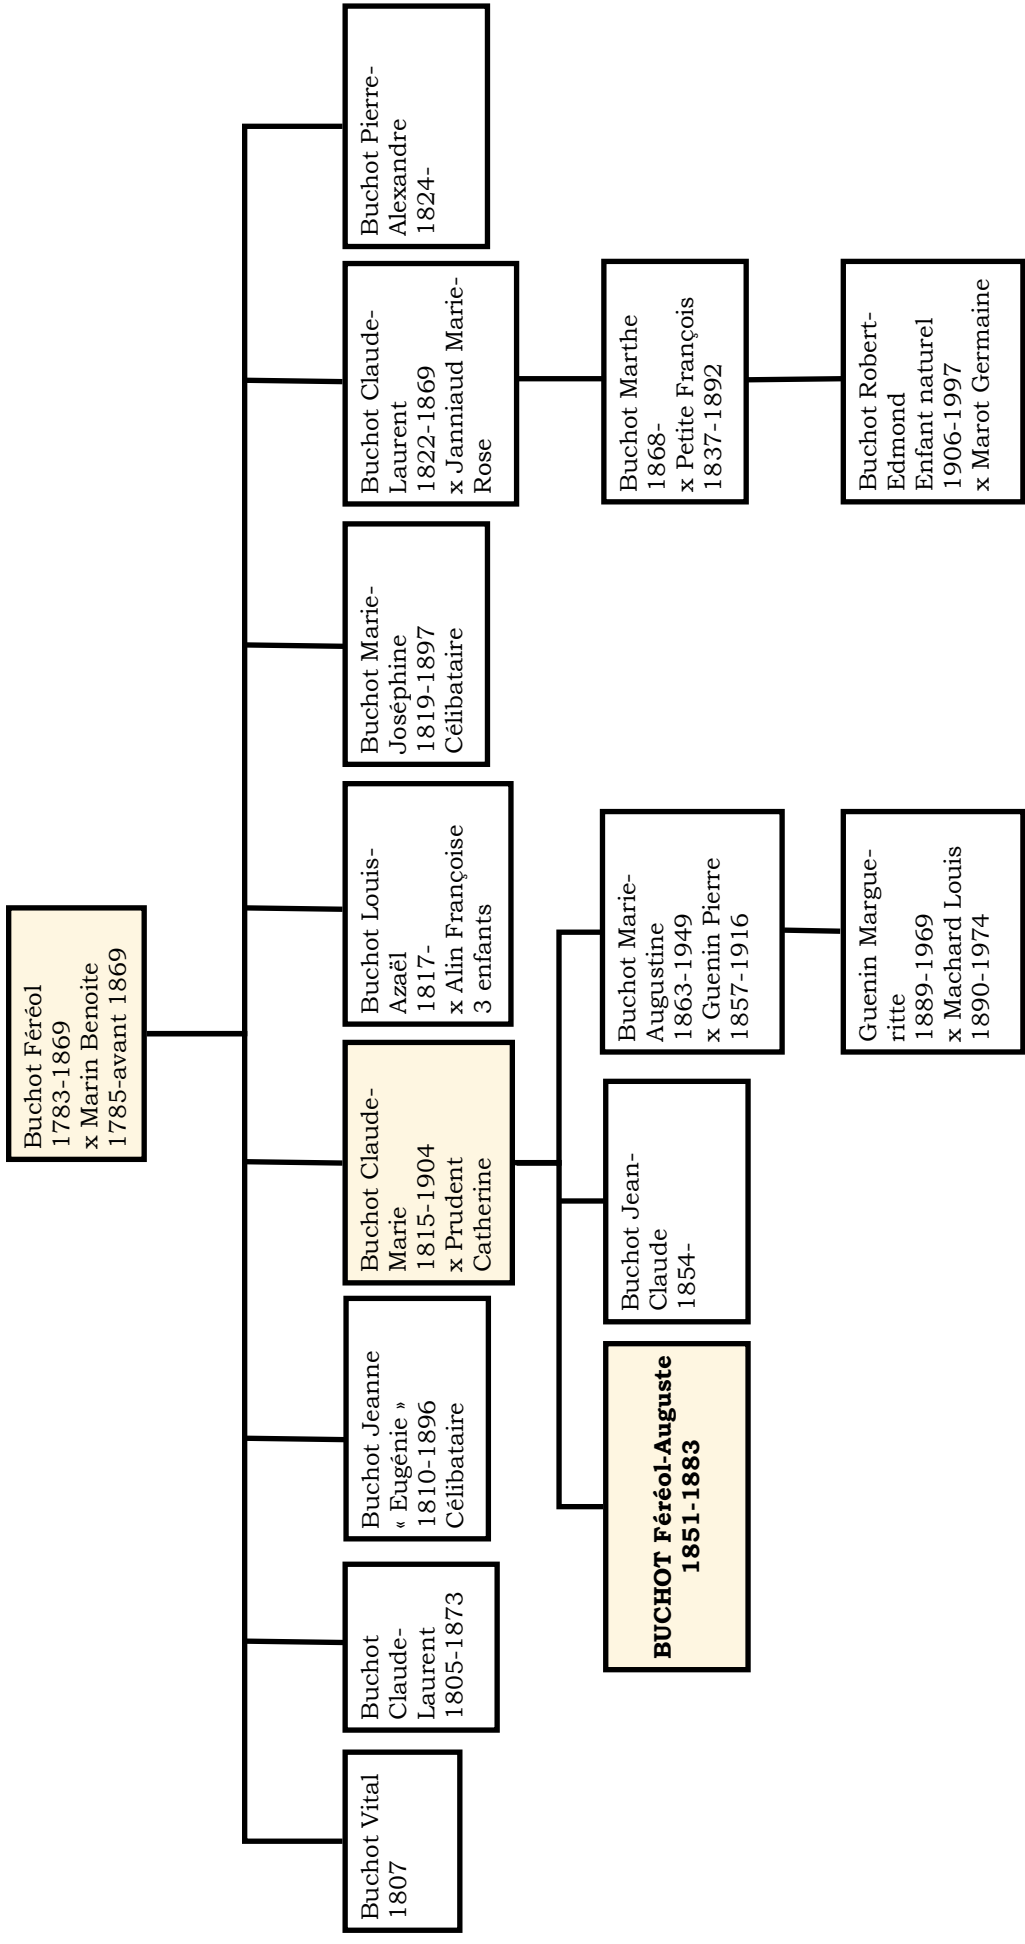 Buchot Féréol
1783-1869
x Marin Benoite
1785-avant 1869
Buchot Vital
1807
Buchot
Claude-
Laurent
1805-1873
Buchot Jeanne
« Eugénie »
1810-1896
Célibataire
Buchot Claude-
Marie
1815-1904
x Prudent
Catherine
Buchot Louis-
Azaël
1817-
x Alin Françoise
3 enfants
Buchot Marie-
Joséphine
1819-1897
Célibataire
Buchot Claude-
Laurent
1822-1869
x Janniaud Marie-
Rose
Buchot Pierre-
Alexandre
1824-
BUCHOT Féréol-Auguste
1851-1883
Buchot Jean-
Claude
1854-
Buchot Marie-
Augustine
1863-1949
x Guenin Pierre
1857-1916
Buchot Marthe
1868-
x Petite François
1837-1892
Guenin Margue-
ritte
1889-1969
x Machard Louis
1890-1974
Buchot Robert-
Edmond
Enfant naturel
1906-1997
x Marot Germaine